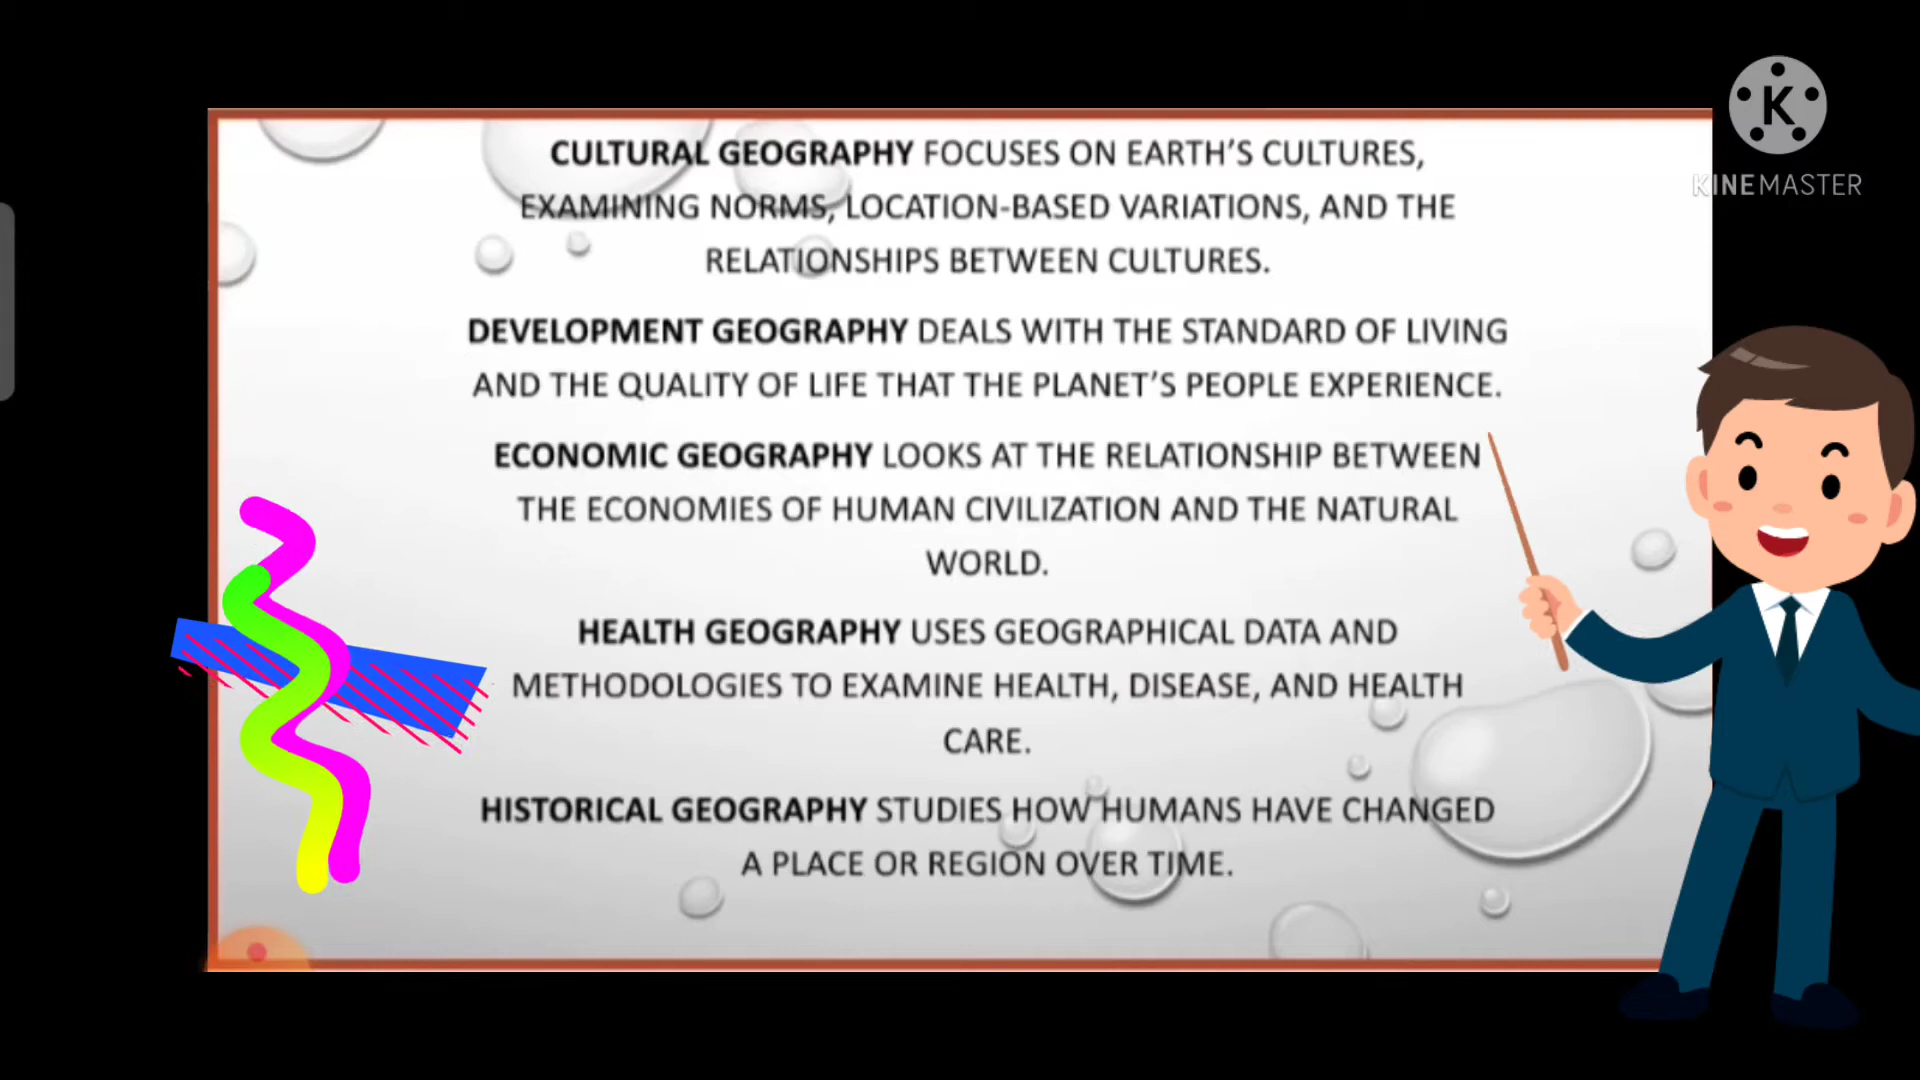 K
KINEMASTER
CULTURAL GEOGRAPHY FOCUSES ON EARTH'S CULTURES,
EXAMINING NORMS, LOCATION-BASED VARIATIONS, AND THE
RELATIONSHIPS BETWEEN CULTURES.
DEVELOPMENT GEOGRAPHY DEALS WITH THE STANDARD OF LIVING
AND THE QUALITY OF LIFE THAT THE PLANET'S PEOPLE EXPERIENCE.
ECONOMIC GEOGRAPHY LOOKS AT THE RELATIONSHIP BETWEEN
THE ECONOMIES OF HUMAN CIVILIZATION AND THE NATURAL
WORLD.
HEALTH GEOGRAPHY USES GEOGRAPHICAL DATA AND
METHODOLOGIES TO EXAMINE HEALTH, DISEASE, AND HEALTH
CARE.
HISTORICAL GEOGRAPHY STUDIES HOW HUMANS HAVE CHANGED
A PLACE OR REGION OVER TIME.